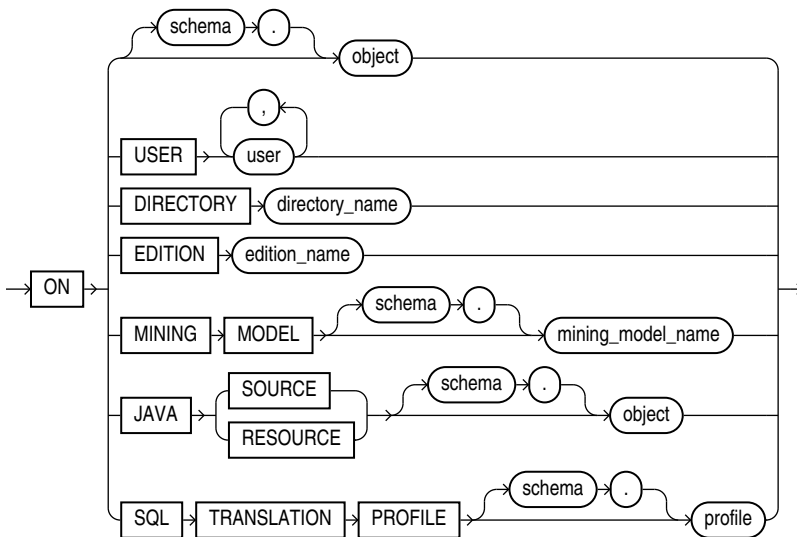 schema .
object
,
USER user
DIRECTORY directory_name
EDITION edition_name
ON
schema .
MINING MODEL mining_model_name
SOURCE schema .
JAVA object
RESOURCE
schema .
SQL TRANSLATION PROFILE profile